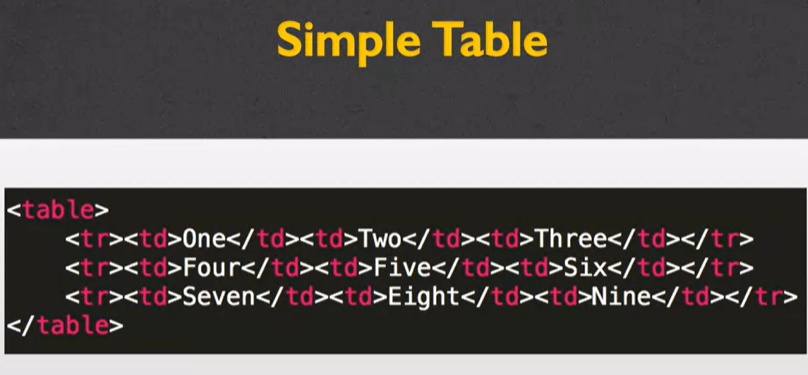 Simple Table
<table>
    <tr><td>One</td><td>Two</td><td>Three</td></tr>
    <tr><td>Four</td><td>Five</td><td>Six</td></tr>
    <tr><td>Seven</td><td>Eight</td><td>Nine</td></tr>
</table>